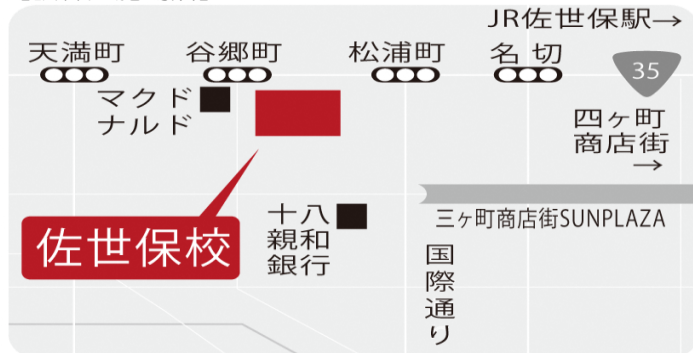 JR佐世保駅→
天満町
谷郷町
松浦町
名切
35
マクド
ナルド
四ヶ町
商店街
→
佐世保校
十八
親和
銀行
三ヶ町商店街SUNPLAZA
国際通り